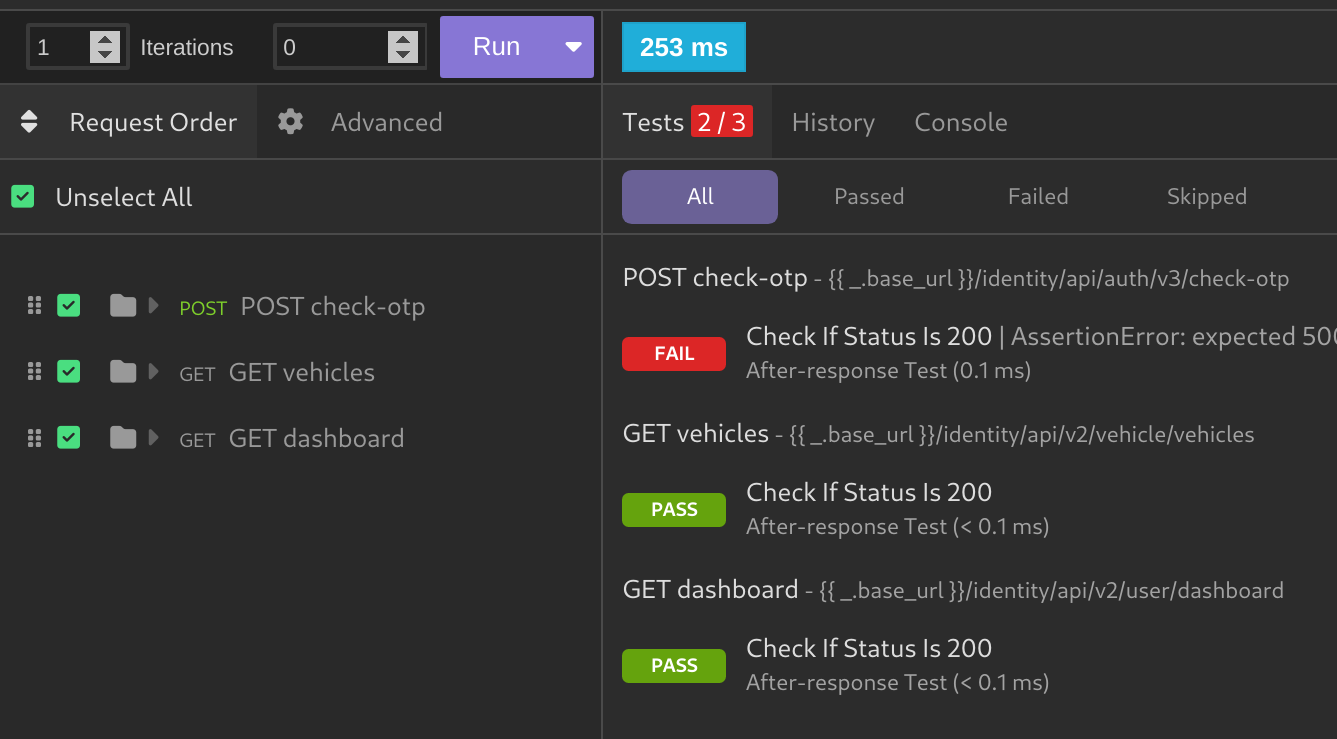 1 Iterations 0 Run 253 ms
Request Order Advanced Tests 2 / 3 History Console
Unselect All All Passed Failed Skipped
POST POST check-otp
GET GET vehicles
GET GET dashboard
POST check-otp - {{ _.base_url }}/identity/api/auth/v3/check-otp
FAIL Check If Status Is 200 | AssertionError: expected 500
After-response Test (0.1 ms)
GET vehicles - {{ _.base_url }}/identity/api/v2/vehicle/vehicles
PASS Check If Status Is 200
After-response Test (< 0.1 ms)
GET dashboard - {{ _.base_url }}/identity/api/v2/user/dashboard
PASS Check If Status Is 200
After-response Test (< 0.1 ms)